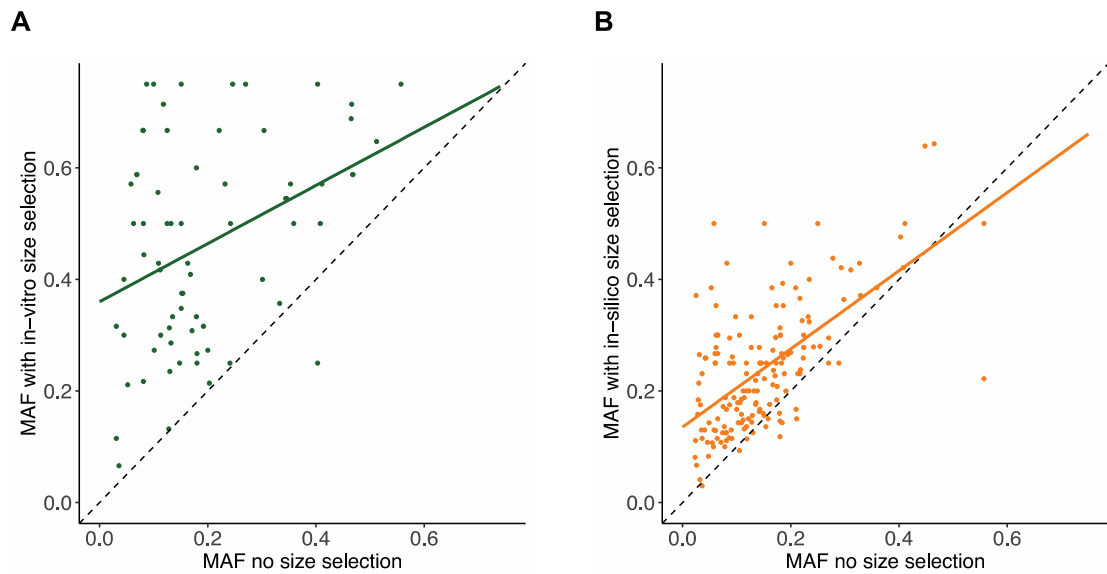 A
MAF with in-vitro size selection
0.6
0.4
0.2
0.0
0.0 0.2 0.4 0.6
MAF no size selection
B
MAF with in-silico size selection
0.6
0.4
0.2
0.0
0.0 0.2 0.4 0.6
MAF no size selection